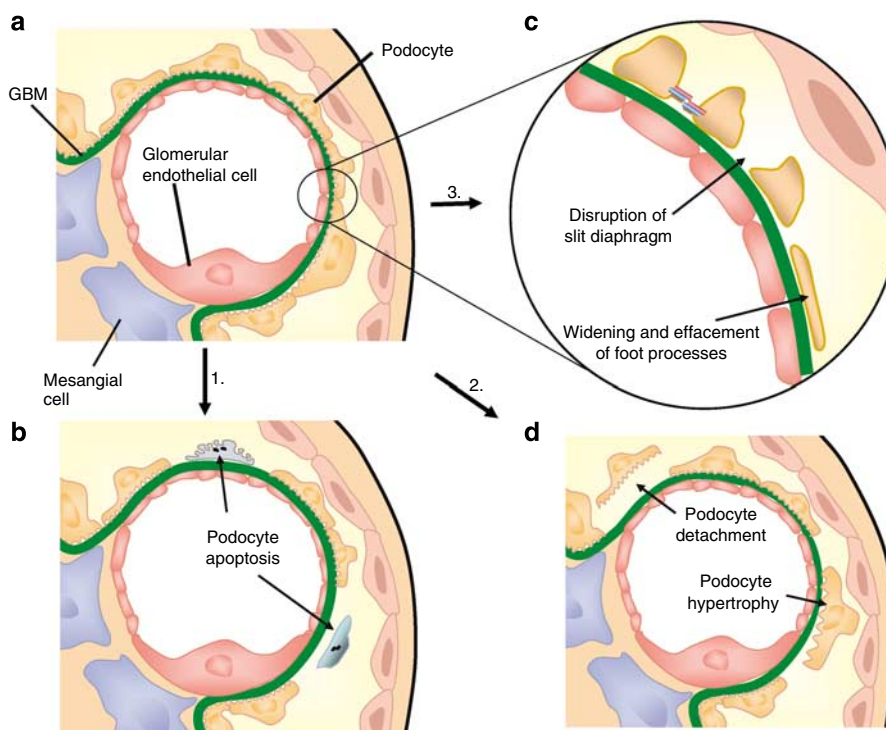 a
Podocyte
GBM
Glomerular
endothelial cell
Mesangial
cell
3.
c
Disruption of
slit diaphragm
Widening and effacement
of foot processes
1.
2.
b
Podocyte
apoptosis
d
Podocyte
detachment
Podocyte
hypertrophy